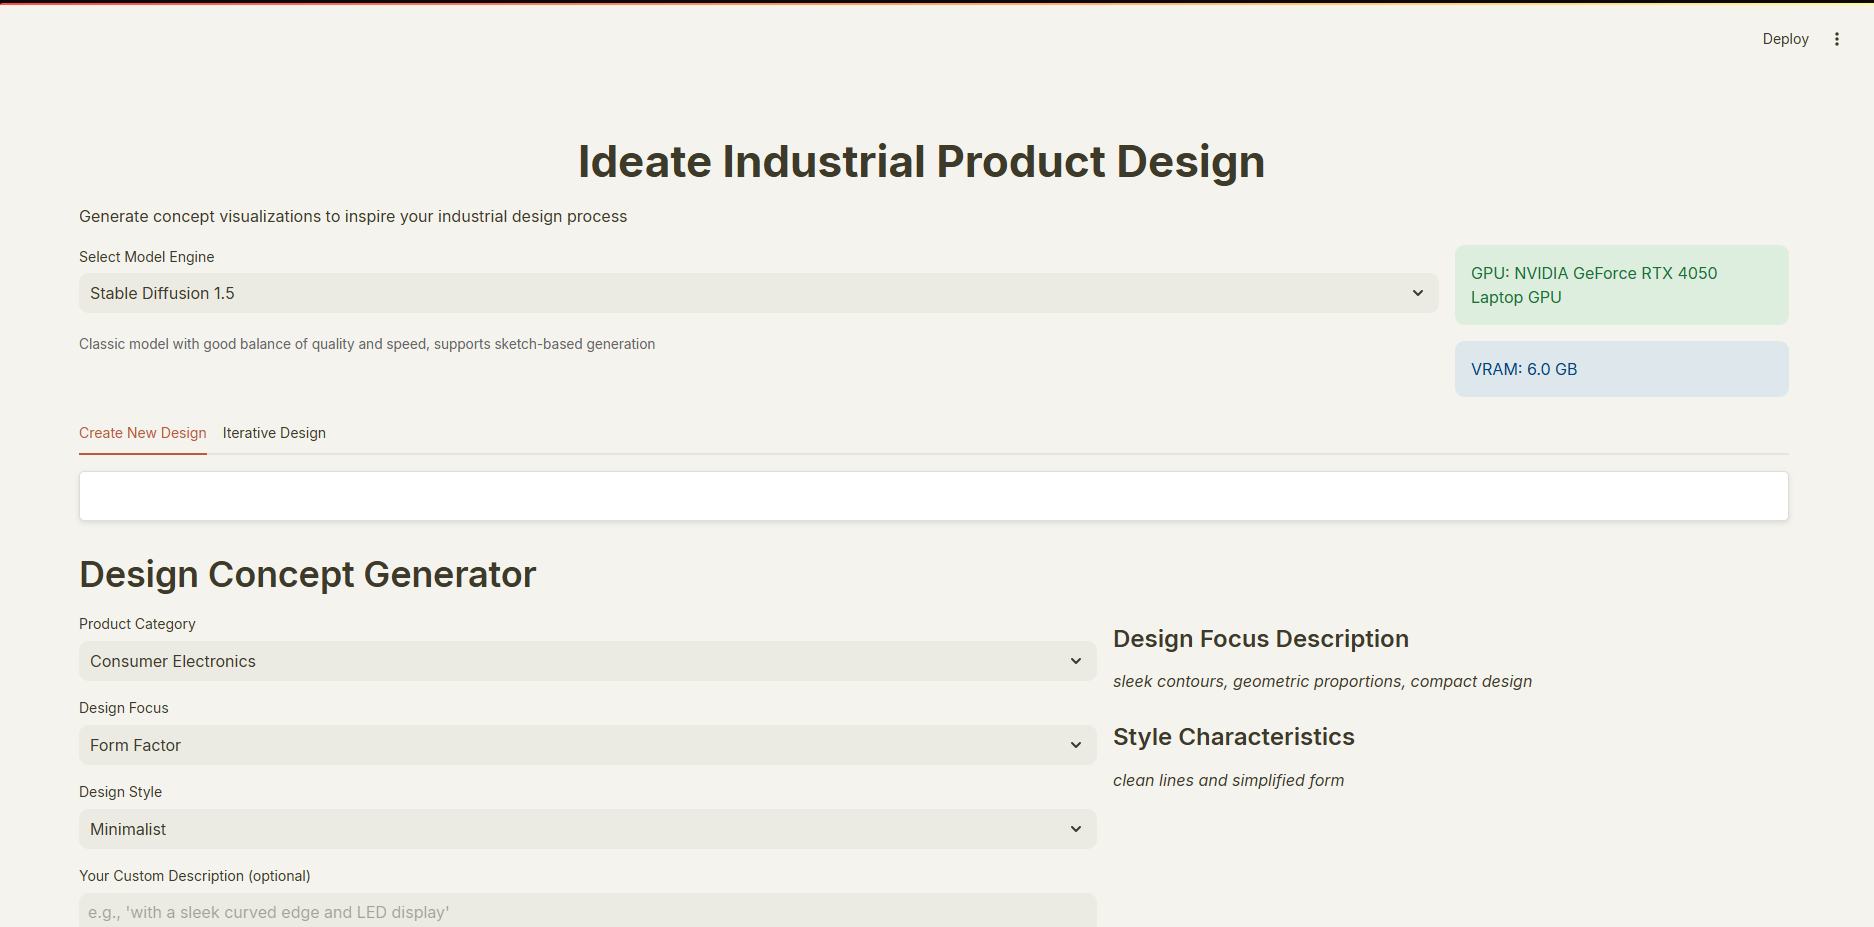 Deploy
Ideate Industrial Product Design
Generate concept visualizations to inspire your industrial design process
Select Model Engine
Stable Diffusion 1.5
Classic model with good balance of quality and speed, supports sketch-based generation
GPU: NVIDIA GeForce RTX 4050
Laptop GPU
VRAM: 6.0 GB
Create New Design
Iterative Design
Design Concept Generator
Product Category
Consumer Electronics
Design Focus
Form Factor
Design Style
Minimalist
Your Custom Description (optional)
e.g., 'with a sleek curved edge and LED display'
Design Focus Description
sleek contours, geometric proportions, compact design
Style Characteristics
clean lines and simplified form